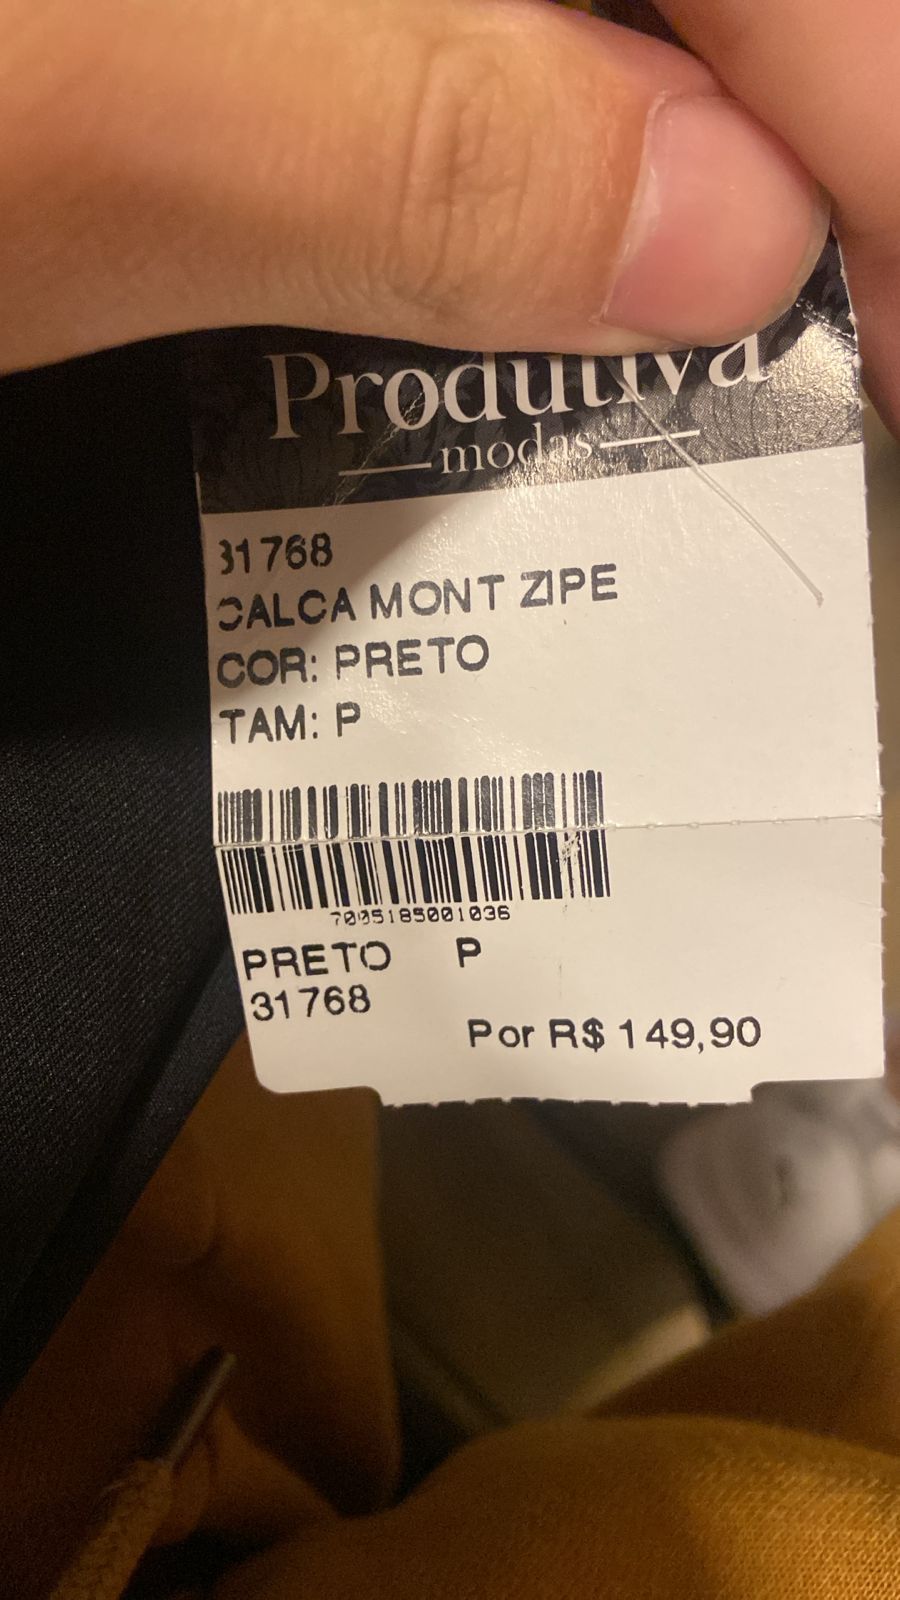 Produtiva
modas
31768
CALCA MONT ZIPE
COR: PRETO
TAM: P
7005185001036
PRETO P
31768
Por R$ 149,90